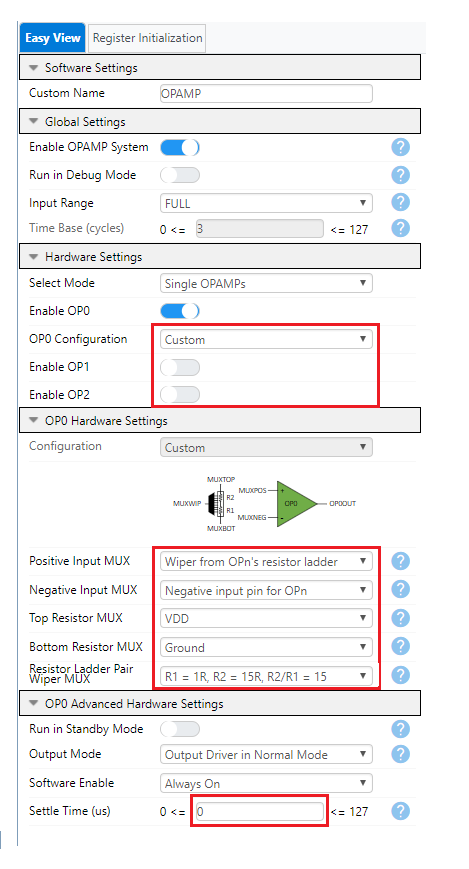 Easy View Register Initialization
Software Settings
Custom Name OPAMP
Global Settings
Enable OPAMP System ?
Run in Debug Mode ?
Input Range FULL ?
Time Base (cycles) 0 <= 3 <= 127 ?
Hardware Settings
Select Mode Single OPAMPs
Enable OP0
OP0 Configuration Custom
Enable OP1
Enable OP2
OP0 Hardware Settings
Configuration Custom
MUXTOP
MUXPOS
+
R2
MUXWIP
OP0
OP0OUT
R1
MUXNEG
-
MUXBOT
Positive Input MUX Wiper from OPn's resistor ladder ?
Negative Input MUX Negative input pin for OPn ?
Top Resistor MUX VDD ?
Bottom Resistor MUX Ground ?
Resistor Ladder Pair
Wiper MUX R1 = 1R, R2 = 15R, R2/R1 = 15 ?
OP0 Advanced Hardware Settings
Run in Standby Mode ?
Output Mode Output Driver in Normal Mode ?
Software Enable Always On
Settle Time (us) 0 <= 0 <= 127 ?